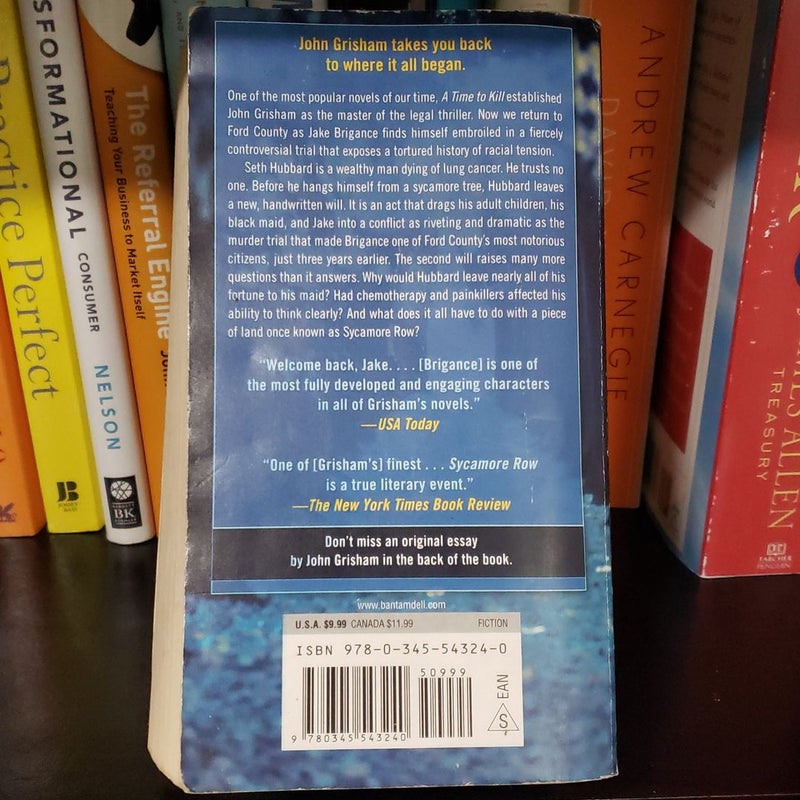 John Grisham takes you back
to where it all began.
One of the most popular novels of our time, A Time to Kill established
John Grisham as the master of the legal thriller. Now we return to
Ford County as Jake Brigance finds himself embroiled in a fiercely
controversial trial that exposes a tortured history of racial tension.
Seth Hubbard is a wealthy man dying of lung cancer. He trusts no
one. Before he hangs himself from a sycamore tree, Hubbard leaves
a new, handwritten will. It is an act that drags his adult children, his
black maid, and Jake into a conflict as riveting and dramatic as the
murder trial that made Brigance one of Ford County's most notorious
citizens, just three years earlier. The second will raises many more
questions than it answers. Why would Hubbard leave nearly all of his
fortune to his maid? Had chemotherapy and painkillers affected his
ability to think clearly? And what does it all have to do with a piece
of land once known as Sycamore Row?
"Welcome back, Jake. . . . [Brigance] is one of
the most fully developed and engaging characters
in all of Grisham's novels."
—USA Today
"One of [Grisham's] finest . . . Sycamore Row
is a true literary event."
—The New York Times Book Review
Don't miss an original essay
by John Grisham in the back of the book.
www.bantamdell.com
U.S.A. $9.99 CANADA $11.99 FICTION
ISBN 978-0-345-54324-0
50999
9 780345 543240
EAN
S
Practice Perfect
SFORMATIONAL CONSUMER NELSON
BK
The Referral Engine
Teaching Your Business to Market Itself
ANDREW CARNEGIE
DAVID
ALLEN
TREASURY
TARCHER
PENGUIN